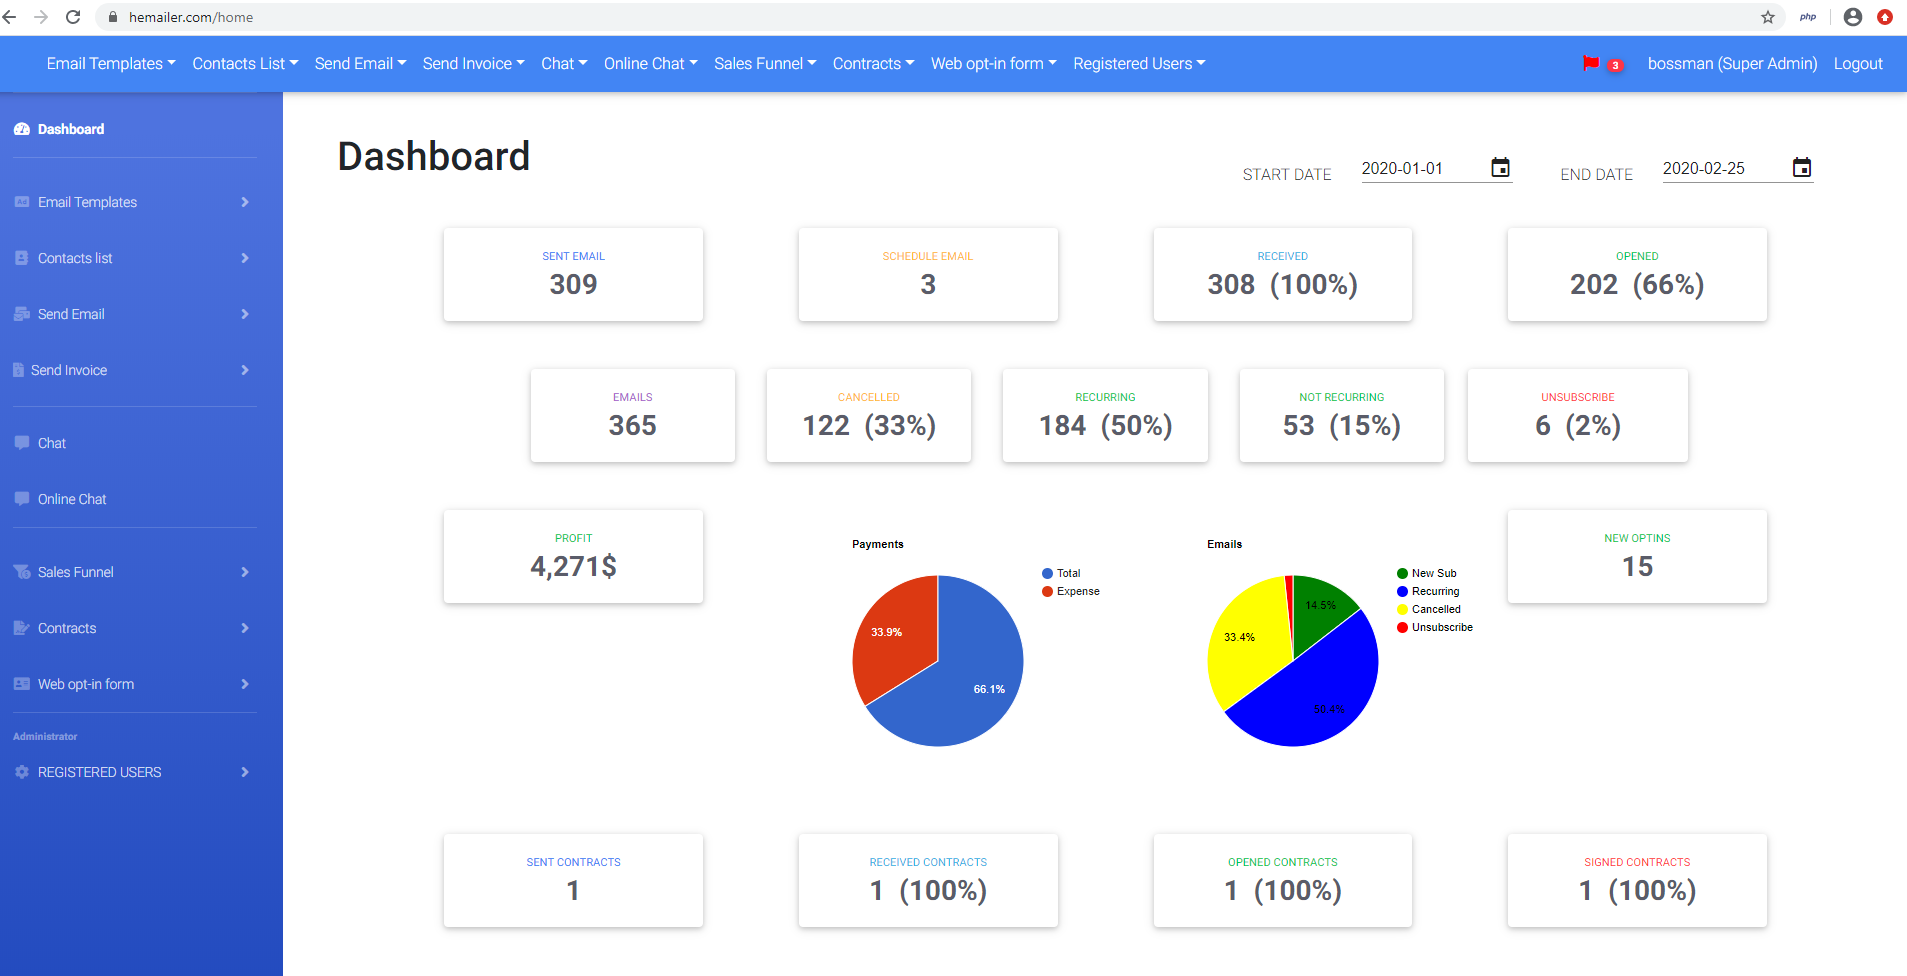 hemailer.com/home
php
Email Templates Contacts List Send Email Send Invoice Chat Online Chat Sales Funnel Contracts Web opt-in form Registered Users 3 bossman (Super Admin) Logout
Dashboard
Email Templates
Contacts list
Send Email
Send Invoice
Chat
Online Chat
Sales Funnel
Contracts
Web opt-in form
Administrator
REGISTERED USERS
Dashboard
START DATE 2020-01-01 END DATE 2020-02-25
SENT EMAIL
309
SCHEDULE EMAIL
3
RECEIVED
308 (100%)
OPENED
202 (66%)
EMAILS
365
CANCELLED
122 (33%)
RECURRING
184 (50%)
NOT RECURRING
53 (15%)
UNSUBSCRIBE
6 (2%)
PROFIT
4,271$
Payments
Total
Expense
33.9%
66.1%
Emails
New Sub
Recurring
Cancelled
Unsubscribe
14.5%
33.4%
50.4%
NEW OPTINS
15
SENT CONTRACTS
1
RECEIVED CONTRACTS
1 (100%)
OPENED CONTRACTS
1 (100%)
SIGNED CONTRACTS
1 (100%)